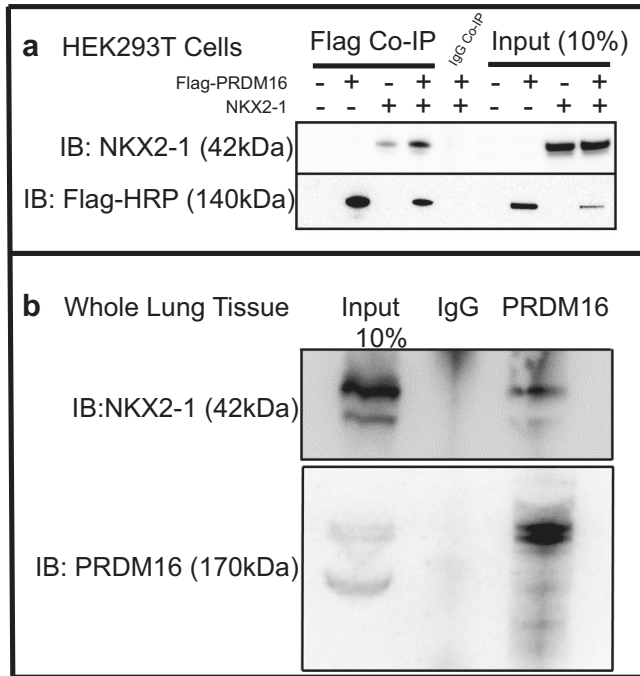 a HEK293T Cells Flag Co-IP IgG Co-IP Input (10%)
Flag-PRDM16 - + - + + - + - +
NKX2-1 - - + + + - - + +
IB: NKX2-1 (42kDa)
IB: Flag-HRP (140kDa)
b Whole Lung Tissue Input 10% IgG PRDM16
IB:NKX2-1 (42kDa)
IB: PRDM16 (170kDa)